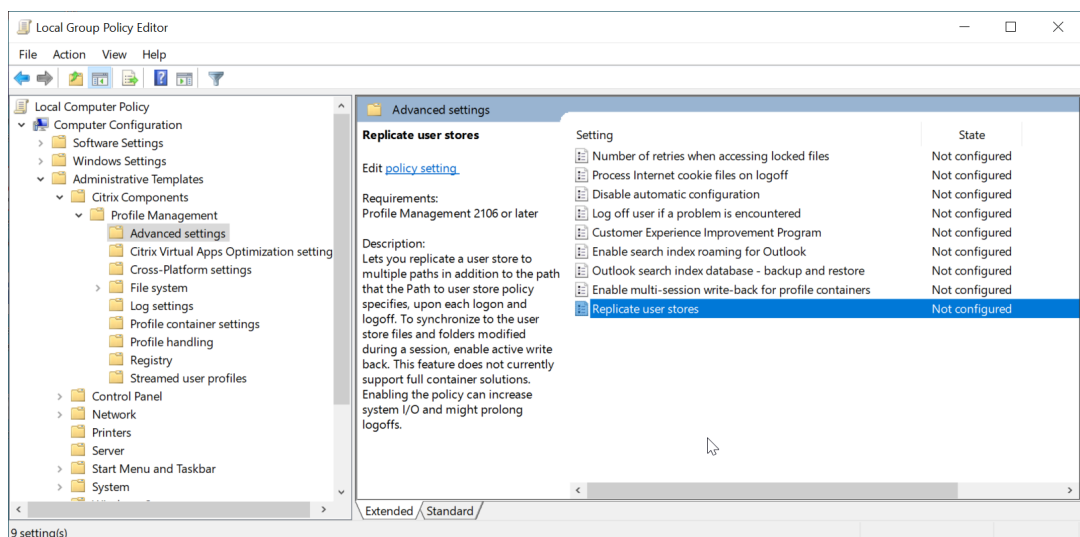 Local Group Policy Editor
File Action View Help
Local Computer Policy
Computer Configuration
Software Settings
Windows Settings
Administrative Templates
Citrix Components
Profile Management
Advanced settings
Citrix Virtual Apps Optimization setting
Cross-Platform settings
File system
Log settings
Profile container settings
Profile handling
Registry
Streamed user profiles
Control Panel
Network
Printers
Server
Start Menu and Taskbar
System
Advanced settings
Replicate user stores
Edit policy setting
Requirements:
Profile Management 2106 or later
Description:
Lets you replicate a user store to
multiple paths in addition to the path
that the Path to user store policy
specifies, upon each logon and
logoff. To synchronize to the user
store files and folders modified
during a session, enable active write
back. This feature does not currently
support full container solutions.
Enabling the policy can increase
system I/O and might prolong
logoffs.
Setting State
Number of retries when accessing locked files Not configured
Process Internet cookie files on logoff Not configured
Disable automatic configuration Not configured
Log off user if a problem is encountered Not configured
Customer Experience Improvement Program Not configured
Enable search index roaming for Outlook Not configured
Outlook search index database - backup and restore Not configured
Enable multi-session write-back for profile containers Not configured
Replicate user stores Not configured
Extended Standard
9 setting(s)